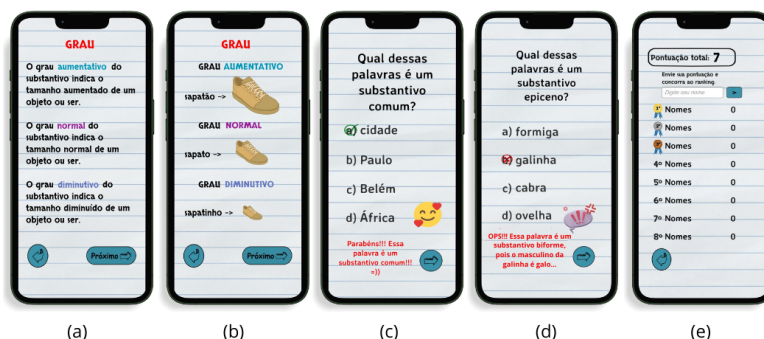 GRAU
O grau aumentativo do
substantivo indica o
tamanho aumentado de um
objeto ou ser.
O grau normal do
substantivo indica o
tamanho normal de um
objeto ou ser.
O grau diminutivo do
substantivo indica o
tamanho diminuído de um
objeto ou ser.
Próximo
(a)
GRAU
GRAU AUMENTATIVO
sapatão ->
GRAU NORMAL
sapato ->
GRAU DIMINUTIVO
sapatinho ->
Próximo
(b)
Qual dessas
palavras é um
substantivo
comum?
a) cidade
b) Paulo
c) Belém
d) África
Parabéns!!! Essa
palavra é um
substantivo comum!!!
=))
(c)
Qual dessas
palavras é um
substantivo
epiceno?
a) formiga
b) galinha
c) cabra
d) ovelha
OPS!!! Essa palavra é um
substantivo biforme,
pois o masculino da
galinha é galo...
(d)
Pontuação total: 7
Envie sua pontuação e
concorra ao ranking
Digite seu nome >
1º Nomes 0
2º Nomes 0
3º Nomes 0
4º Nomes 0
5º Nomes 0
6º Nomes 0
7º Nomes 0
8º Nomes 0
(e)